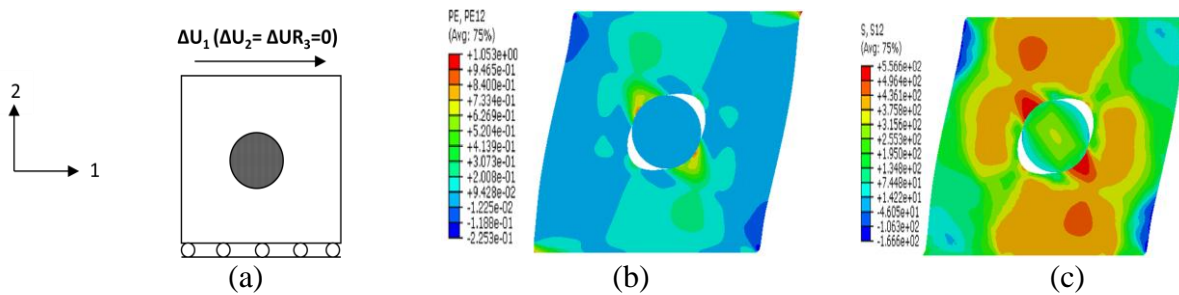 ΔU1 (ΔU2= ΔUR3=0)
2
1
(a)
PE, PE12
(Avg: 75%)
+1.053e+00
+9.465e-01
+8.400e-01
+7.334e-01
+6.269e-01
+5.204e-01
+4.139e-01
+3.073e-01
+2.008e-01
+9.428e-02
-1.225e-02
-1.188e-01
-2.253e-01
(b)
S, S12
(Avg: 75%)
+5.566e+02
+4.964e+02
+4.361e+02
+3.758e+02
+3.156e+02
+2.553e+02
+1.950e+02
+1.348e+02
+7.448e+01
+1.422e+01
-4.605e+01
-1.063e+02
-1.666e+02
(c)